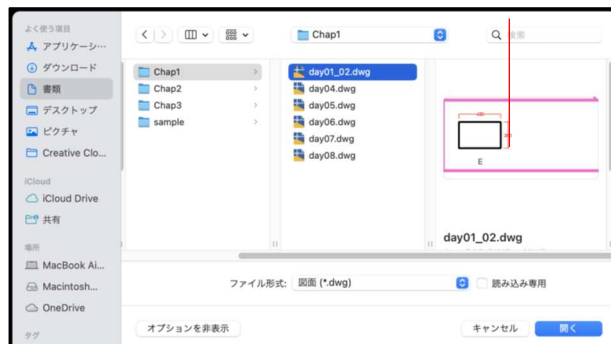 よく使う項目
アプリケーシ…
ダウンロード
書類
デスクトップ
ピクチャ
Creative Clo...
iCloud
iCloud Drive
共有
場所
MacBook Ai...
Macintosh...
OneDrive
タグ
Chap1
検索
Chap1
Chap2
Chap3
sample
day01_02.dwg
day04.dwg
day05.dwg
day06.dwg
day07.dwg
day08.dwg
E
day01_02.dwg
ファイル形式: 図面 (*.dwg)
読み込み専用
オプションを非表示
キャンセル
開く